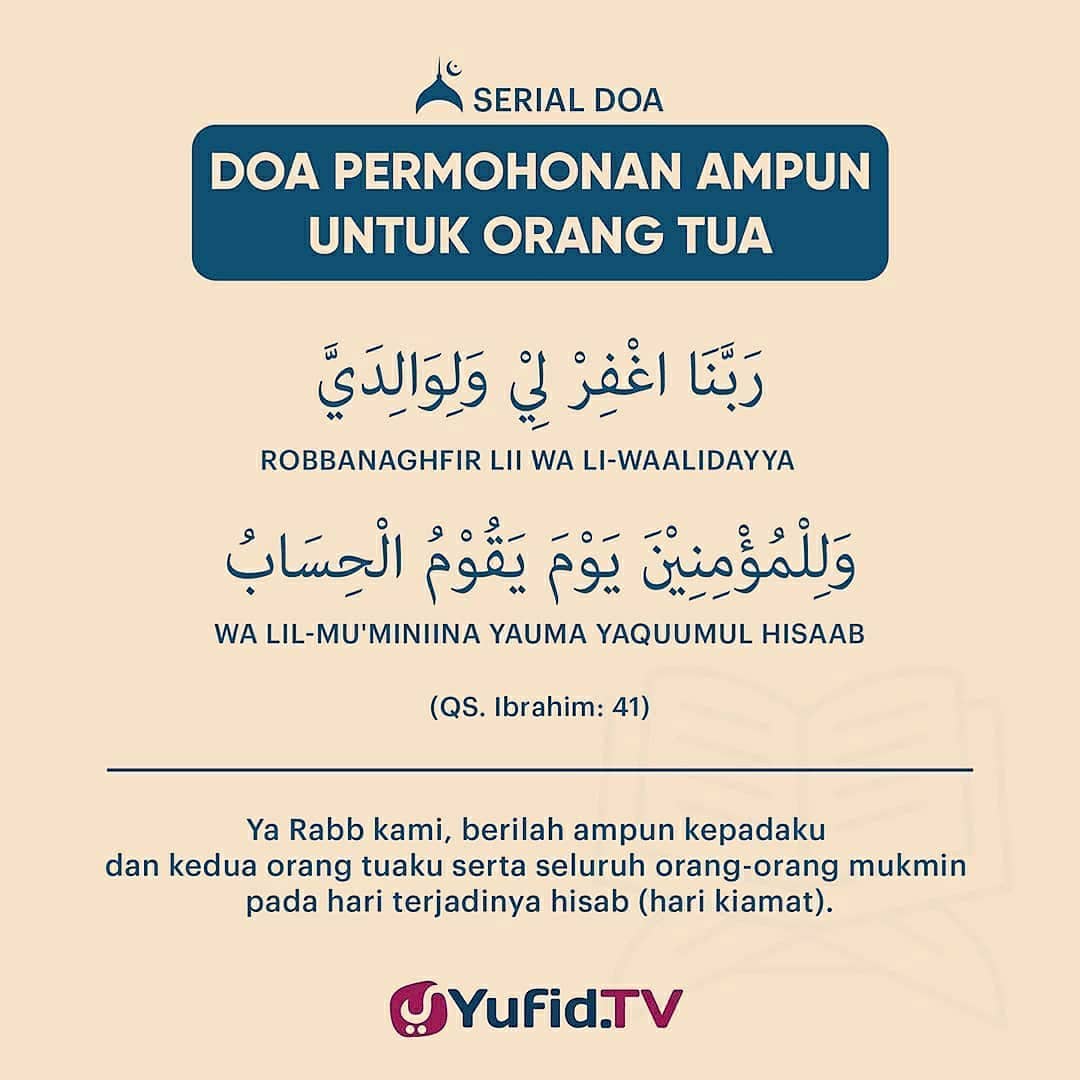 SERIAL DOA
DOA PERMOHONAN AMPUN
UNTUK ORANG TUA
رَبَّنَا اغْفِرْ لِيْ وَلِوَالِدَيَّ
ROBBANAGHFIR LII WA LI-WAALIDAYYA
وَلِلْمُؤْمِنِيْنَ يَوْمَ يَقُوْمُ الْحِسَابُ
WA LIL-MU'MINIINA YAUMA YAQUUMUL HISAAB
(QS. Ibrahim: 41)
Ya Rabb kami, berilah ampun kepadaku
dan kedua orang tuaku serta seluruh orang-orang mukmin
pada hari terjadinya hisab (hari kiamat).
Yufid.TV